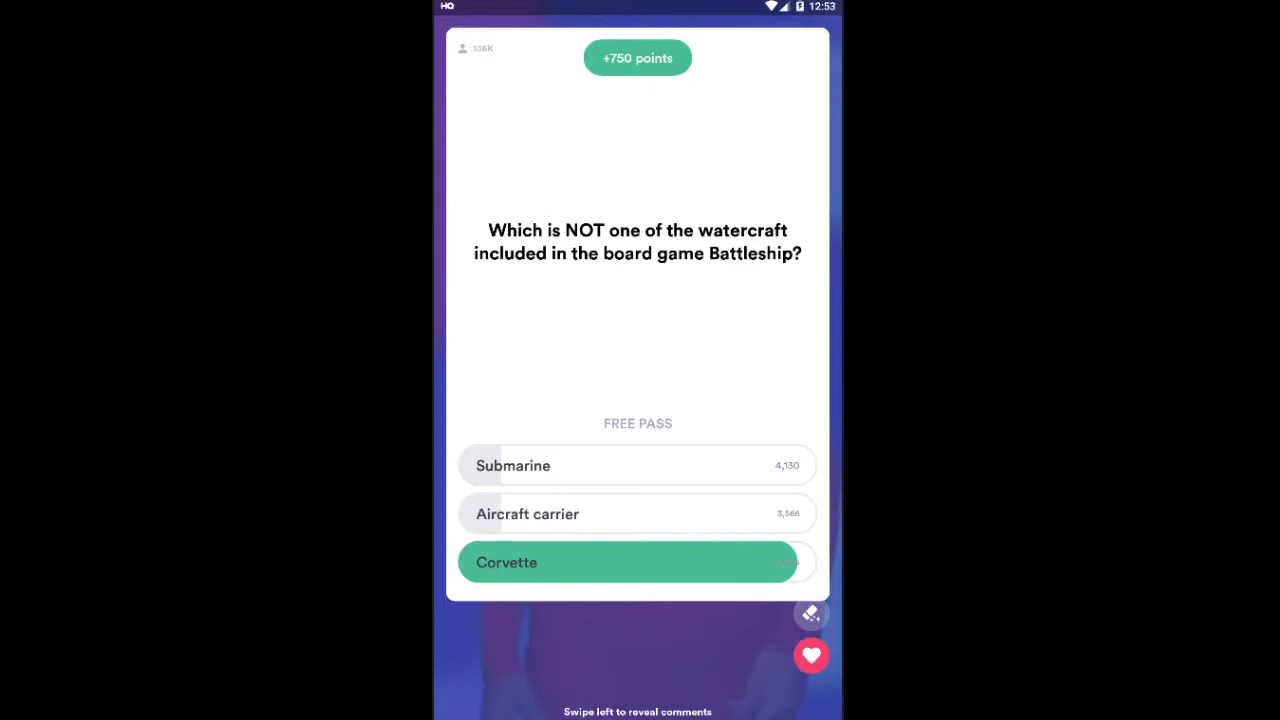 HQ
12:53
136K
+750 points
Which is NOT one of the watercraft
included in the board game Battleship?
FREE PASS
Submarine 4,130
Aircraft carrier 3,566
Corvette
Swipe left to reveal comments